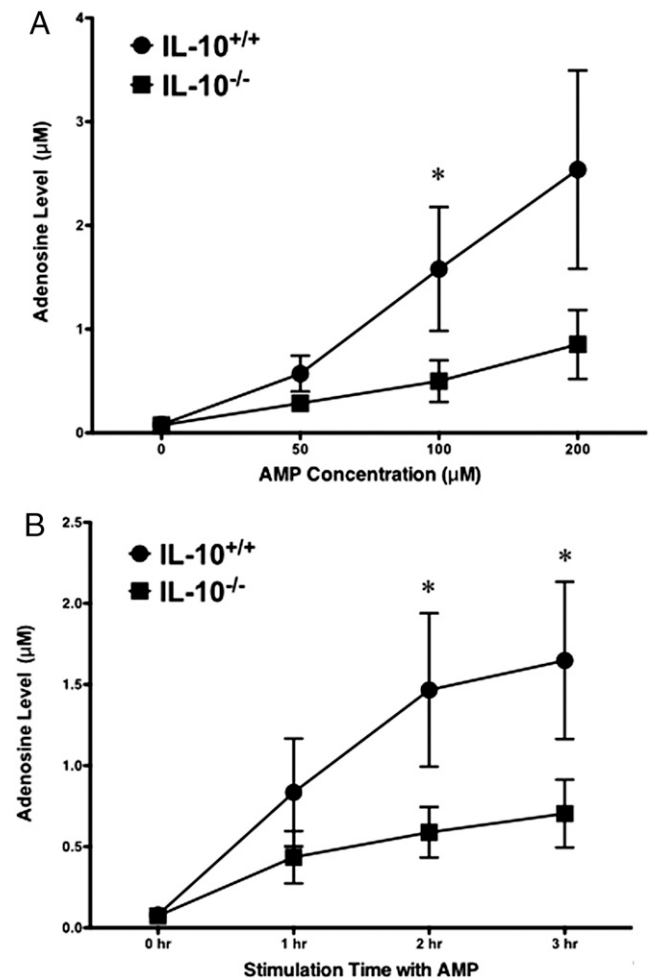 A
IL-10+/+
IL-10-/-
*
4
3
2
1
0
Adenosine Level (μM)
0 50 100 200
AMP Concentration (μM)
B
IL-10+/+
IL-10-/-
* *
2.5
2.0
1.5
1.0
0.5
0.0
Adenosine Level (μM)
0 hr 1 hr 2 hr 3 hr
Stimulation Time with AMP